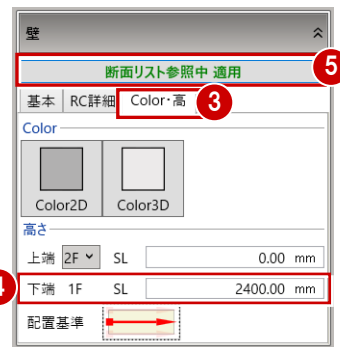 壁
断面リスト参照中 適用
5
基本 RC詳細 Color・高
3
Color
Color2D Color3D
高さ
上端 2F SL 0.00 mm
4
下端 1F SL 2400.00 mm
配置基準